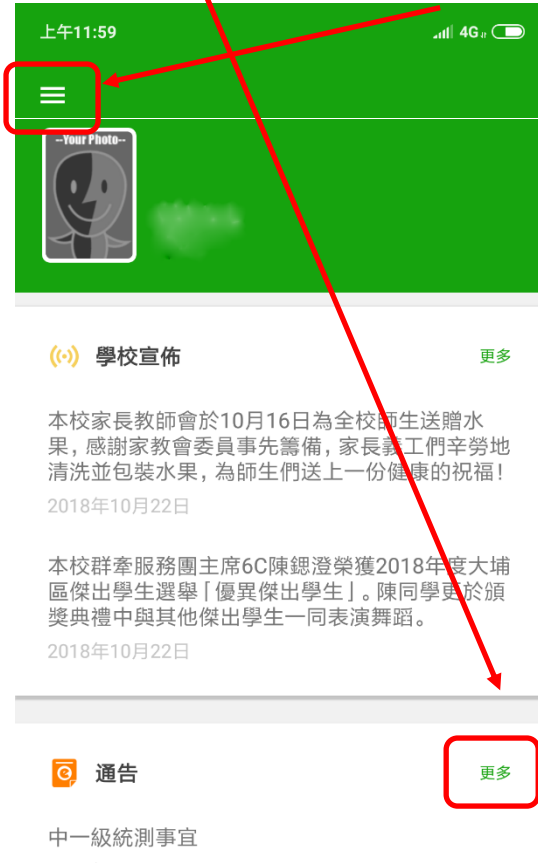 上午11:59
4G
--Your Photo--
學校宣佈
更多
本校家長教師會於10月16日為全校師生送贈水
果，感謝家教會委員事先籌備，家長義工們辛勞地
清洗並包裝水果，為師生們送上一份健康的祝福！
2018年10月22日
本校群牽服務團主席6C陳鍶澄榮獲2018年度大埔
區傑出學生選舉「優異傑出學生」。陳同學更於頒
獎典禮中與其他傑出學生一同表演舞蹈。
2018年10月22日
通告
更多
中一級統測事宜